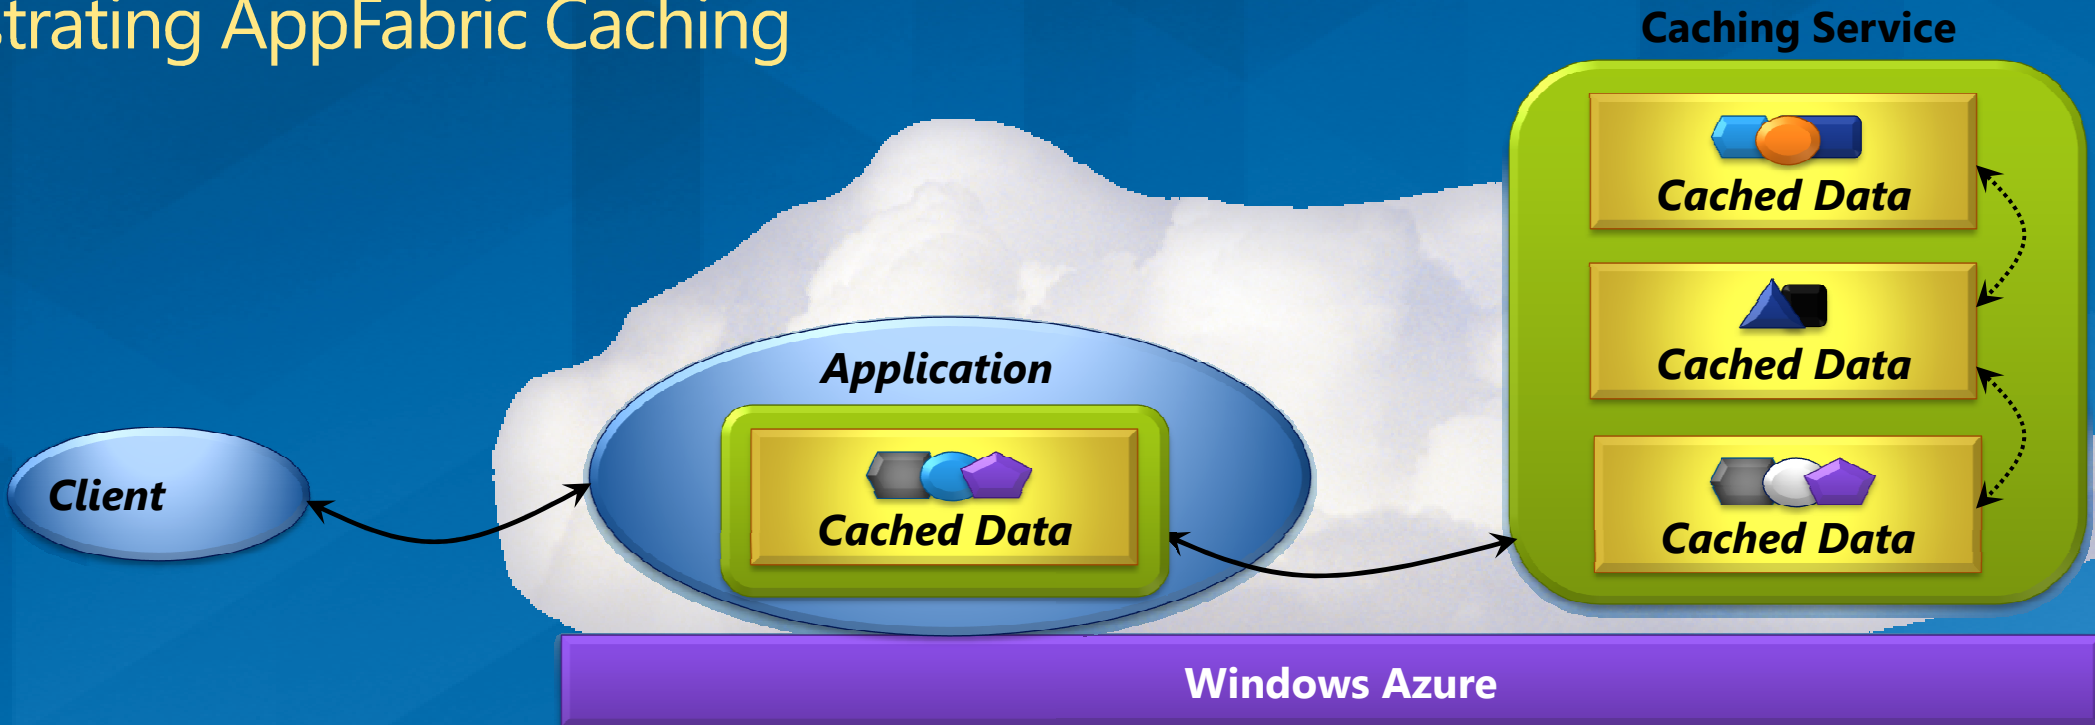 strating AppFabric Caching
Caching Service
Cached Data
Cached Data
Cached Data
Application
Cached Data
Client
Windows Azure